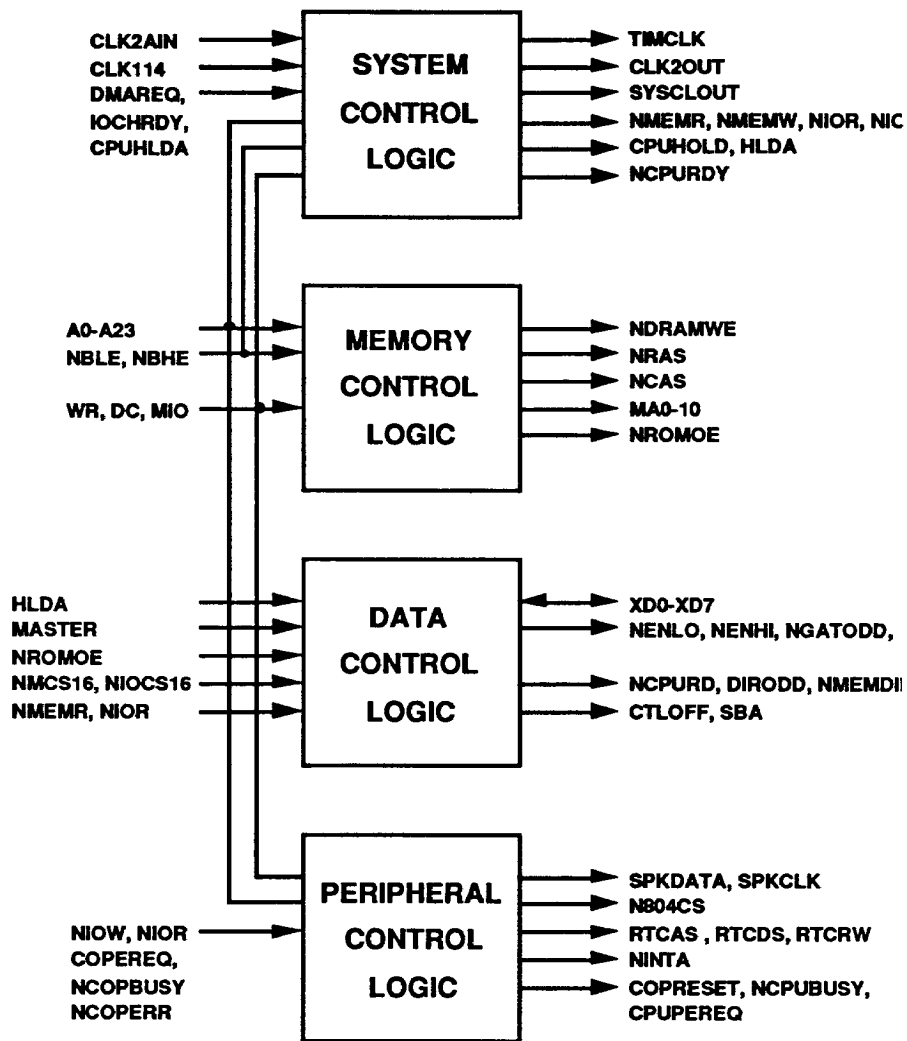 CLK2AIN
CLK114
DMAREQ,
IOCHRDY,
CPUHLDA
SYSTEM
CONTROL
LOGIC
TIMCLK
CLK2OUT
SYSCLOUT
NMEMR, NMEMW, NIOR,
CPUHOLD, HLDA
NCPURDY
A0-A23
NBLE, NBHE
WR, DC, MIO
MEMORY
CONTROL
LOGIC
NDRAMWE
NRAS
NCAS
MA0-10
NROMOE
HLDA
MASTER
NROMOE
NMCS16, NIOCS16
NMEMR, NIOR
DATA
CONTROL
LOGIC
XD0-XD7
NENLO, NENHI, NGATODD,
NCPURD, DIRODD,
CTLOFF, SBA
NIOW, NIOR
COPEREQ,
NCOPBUSY
NCOPERR
PERIPHERAL
CONTROL
LOGIC
SPKDATA, SPKCLK
N804CS
RTCAS , RTCDS, RTCRW
NINTA
COPRESET, NCPUBUSY,
CPUPEREQ